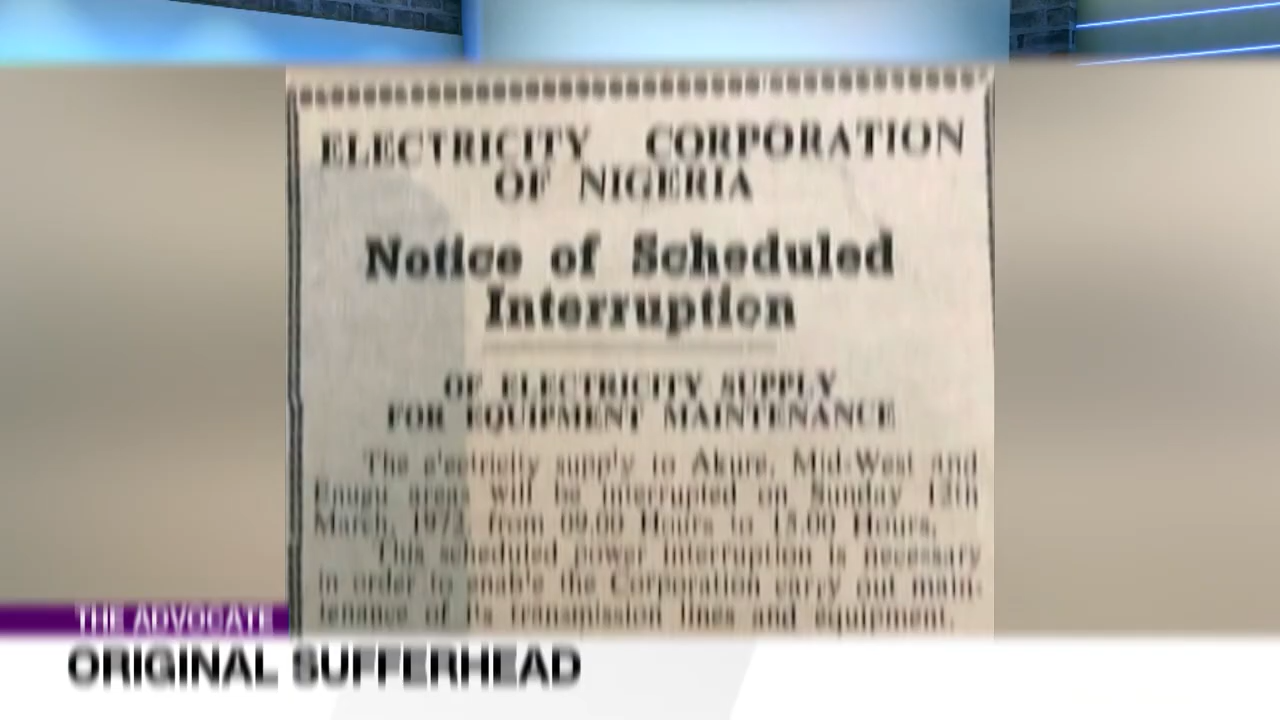 ELECTRICITY CORPORATION
OF NIGERIA
Notice of Scheduled
Interruption
OF ELECTRICITY SUPPLY
FOR EQUIPMENT MAINTENANCE
The electricity supply to Akure, Mid-West and
Enugu areas will be interrupted on Sunday 12th
March, 1972 from 09.00 Hours to 15.00 Hours.
This scheduled power interruption is necessary
in order to enable the Corporation carry out main-
tenance of its transmission lines and equipment.
THE ADVOCATE
ORIGINAL SUFFERHEAD